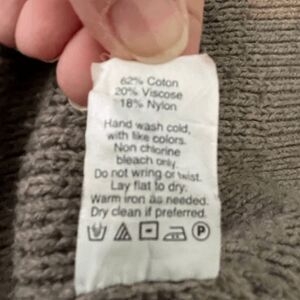 62% Coton
20% Viscose
18% Nylon
Hand wash cold,
with like colors.
Non chlorine
bleach only.
Do not wring or twist.
Lay flat to dry.
Warm iron as needed.
Dry clean if preferred.
P